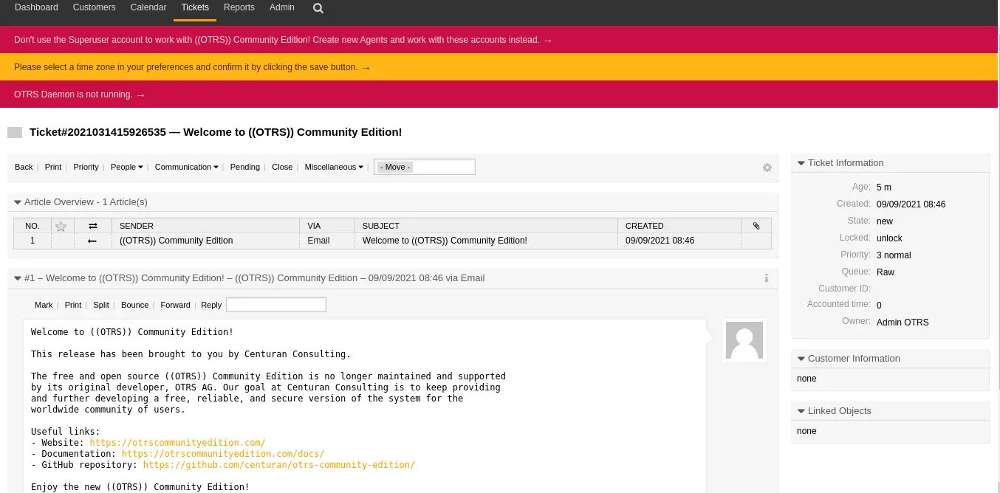 Dashboard Customers Calendar Tickets Reports Admin
Don't use the Superuser account to work with ((OTRS)) Community Edition! Create new Agents and work with these accounts instead. →
Please select a time zone in your preferences and confirm it by clicking the save button. →
OTRS Daemon is not running. →
Ticket#2021031415926535 — Welcome to ((OTRS)) Community Edition!
Back | Print | Priority | People ▾ | Communication ▾ | Pending | Close | Miscellaneous ▾ | - Move -
Article Overview - 1 Article(s)
NO. SENDER VIA SUBJECT CREATED
1 ← ((OTRS)) Community Edition Email Welcome to ((OTRS)) Community Edition! 09/09/2021 08:46
#1 – Welcome to ((OTRS)) Community Edition! – ((OTRS)) Community Edition – 09/09/2021 08:46 via Email
Mark | Print | Split | Bounce | Forward | Reply
Welcome to ((OTRS)) Community Edition!
This release has been brought to you by Centuran Consulting.
The free and open source ((OTRS)) Community Edition is no longer maintained and supported
by its original developer, OTRS AG. Our goal at Centuran Consulting is to keep providing
and further developing a free, reliable, and secure version of the system for the
worldwide community of users.
Useful links:
- Website: https://otrscommunityedition.com/
- Documentation: https://otrscommunityedition.com/docs/
- GitHub repository: https://github.com/centuran/otrs-community-edition/
Enjoy the new ((OTRS)) Community Edition!
Ticket Information
Age: 5 m
Created: 09/09/2021 08:46
State: new
Locked: unlock
Priority: 3 normal
Queue: Raw
Customer ID:
Accounted time: 0
Owner: Admin OTRS
Customer Information
none
Linked Objects
none